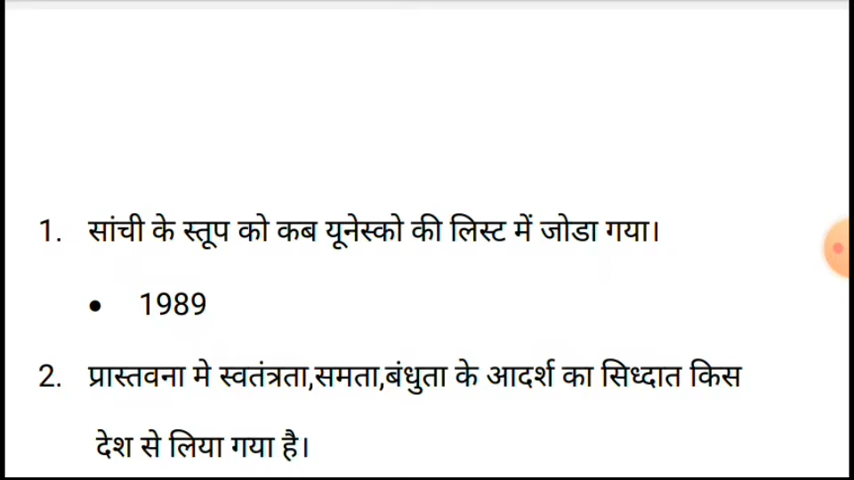 1. सांची के स्तूप को कब यूनेस्को की लिस्ट में जोडा गया।
• 1989
2. प्रास्तवना मे स्वतंत्रता,समता,बंधुता के आदर्श का सिध्दात किस
देश से लिया गया है।